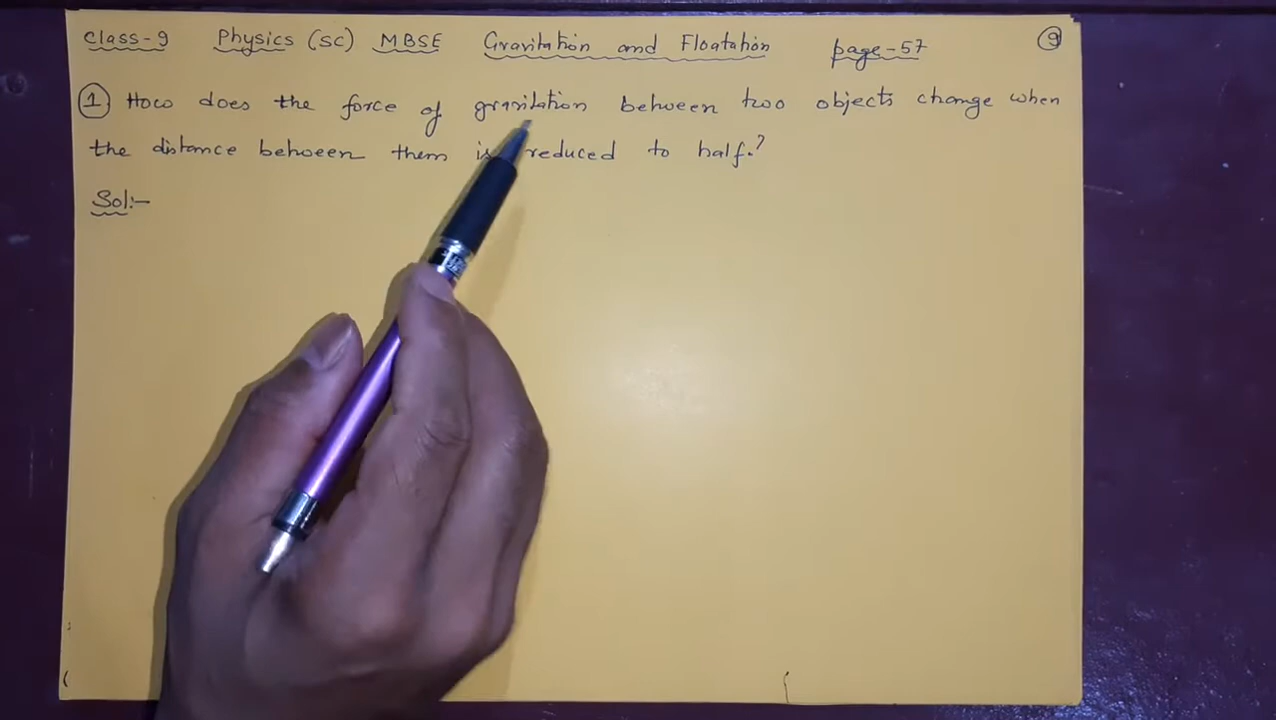 Class-9 Physics (SC) MBSE Gravitation and Floatation page-57 9
1 How does the force of gravitation between two objects change when
the distance between them is reduced to half.?
Sol:-